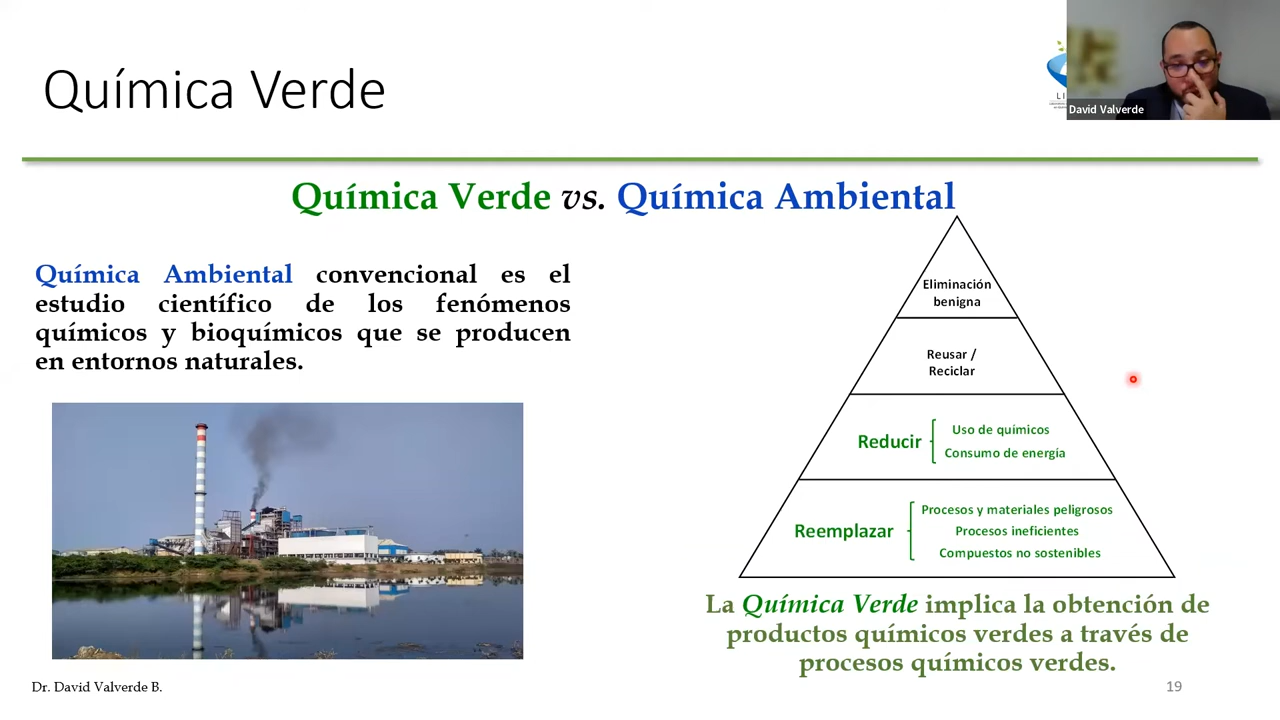 Química Verde
David Valverde
Química Verde vs. Química Ambiental
Química Ambiental convencional es el
estudio científico de los fenómenos
químicos y bioquímicos que se producen
en entornos naturales.
Eliminación
benigna
Reusar /
Reciclar
Reducir
Uso de químicos
Consumo de energía
Reemplazar
Procesos y materiales peligrosos
Procesos ineficientes
Compuestos no sostenibles
La Química Verde implica la obtención de
productos químicos verdes a través de
procesos químicos verdes.
Dr. David Valverde B.
19